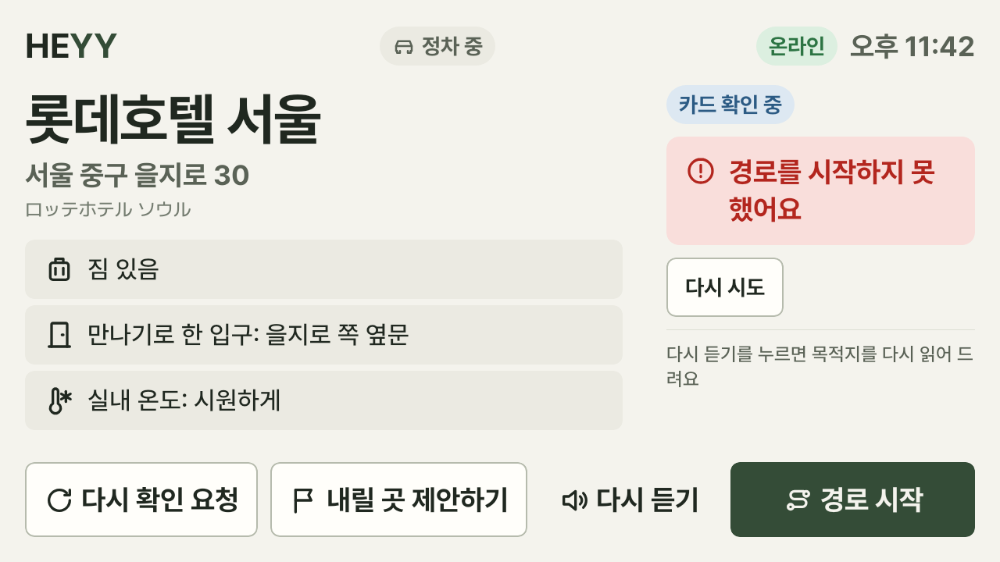 HEYY
정차 중
온라인
오후 11:42
롯데호텔 서울
서울 중구 을지로 30
ロッテホテル ソウル
짐 있음
만나기로 한 입구: 을지로 쪽 옆문
실내 온도: 시원하게
카드 확인 중
경로를 시작하지 못
했어요
다시 시도
다시 듣기를 누르면 목적지를 다시 읽어 드
려요
다시 확인 요청
내릴 곳 제안하기
다시 듣기
경로 시작